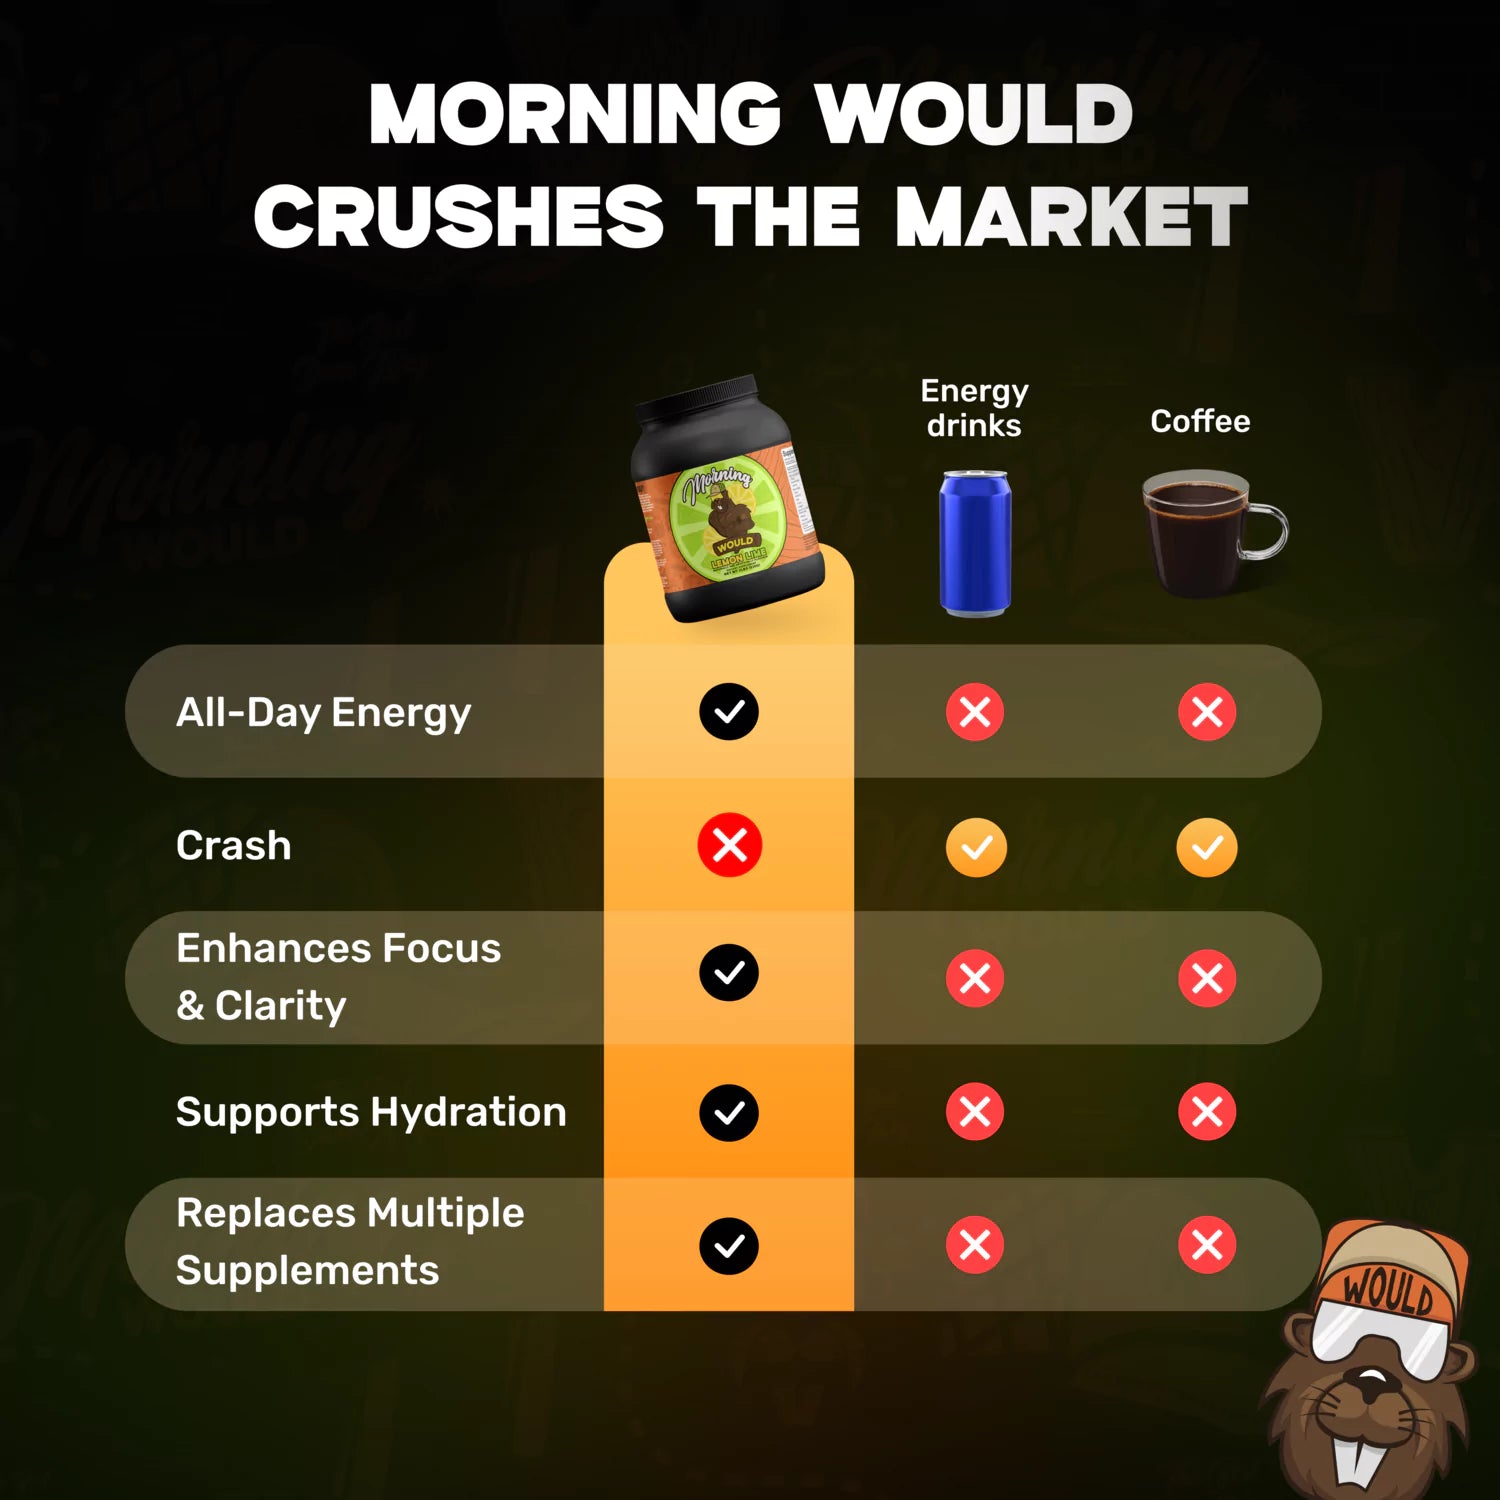 MORNING WOULD
CRUSHES THE MARKET
Energy
drinks
Coffee
Morning
WOULD
LEMON LIME
All-Day Energy
Crash
Enhances Focus
& Clarity
Supports Hydration
Replaces Multiple
Supplements
WOULD